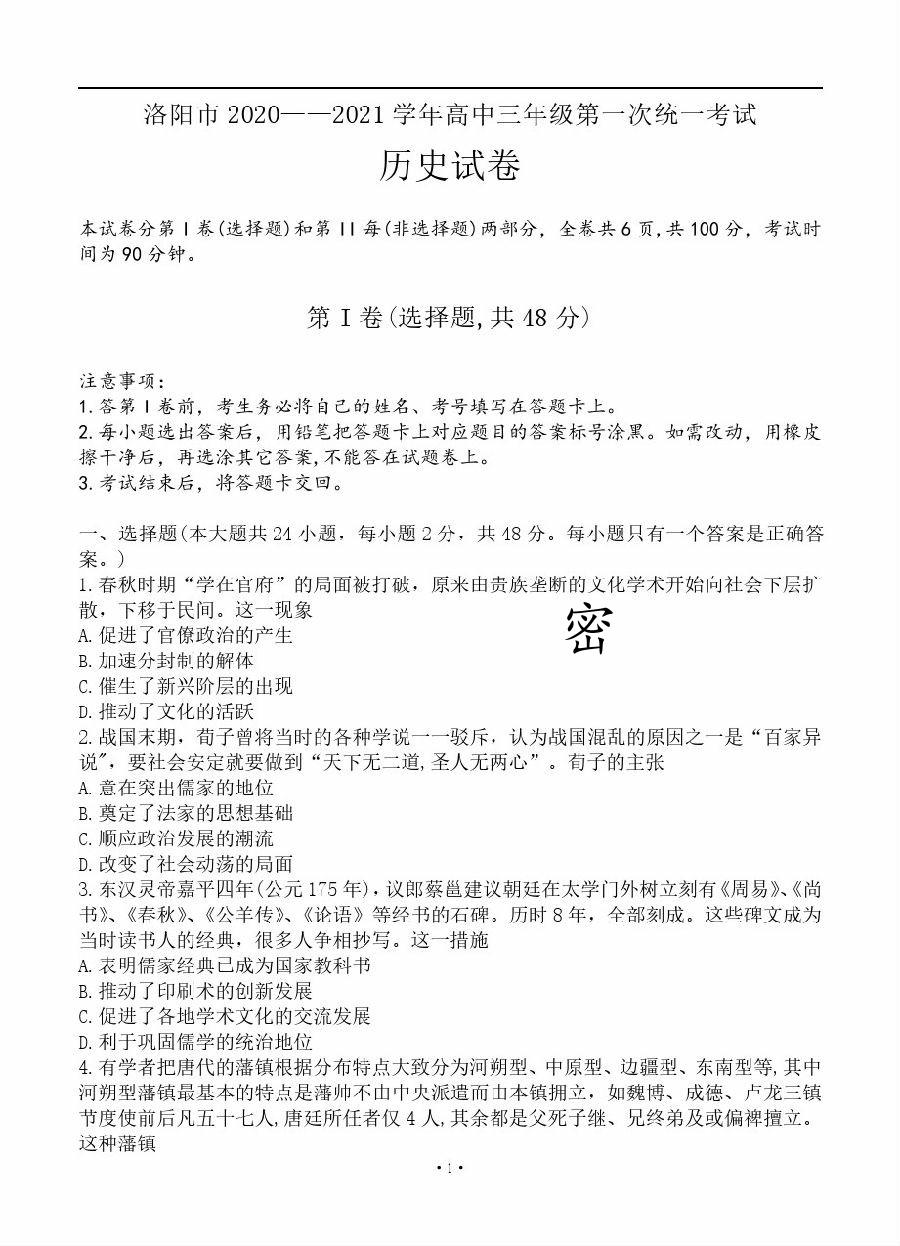 洛阳市 2020——2021 学年高中三年级第一次统一考试
历史试卷
本试卷分第 I 卷(选择题)和第 II 每(非选择题)两部分，全卷共 6 页,共 100 分，考试时
间为 90 分钟。
第 I 卷(选择题,共 48 分)
注意事项：
1.答第 I 卷前，考生务必将自己的姓名、考号填写在答题卡上。
2.每小题选出答案后，用铅笔把答题卡上对应题目的答案标号涂黑。如需改动，用橡皮
擦干净后，再选涂其它答案,不能答在试题卷上。
3.考试结束后，将答题卡交回。
一、选择题(本大题共 24 小题，每小题 2 分，共 48 分。每小题只有一个答案是正确答
案。)
1.春秋时期“学在官府”的局面被打破，原来由贵族垄断的文化学术开始向社会下层扩
散，下移于民间。这一现象
密
A.促进了官僚政治的产生
B.加速分封制的解体
C.催生了新兴阶层的出现
D.推动了文化的活跃
2.战国末期，荀子曾将当时的各种学说一一驳斥，认为战国混乱的原因之一是“百家异
说"，要社会安定就要做到“天下无二道,圣人无两心”。荀子的主张
A.意在突出儒家的地位
B.奠定了法家的思想基础
C.顺应政治发展的潮流
D.改变了社会动荡的局面
3.东汉灵帝嘉平四年(公元 175 年),议郎蔡邕建议朝廷在太学门外树立刻有《周易》、《尚
书》、《春秋》、《公羊传》、《论语》等经书的石碑。历时 8 年，全部刻成。这些碑文成为
当时读书人的经典，很多人争相抄写。这一措施
A.表明儒家经典已成为国家教科书
B.推动了印刷术的创新发展
C.促进了各地学术文化的交流发展
D.利于巩固儒学的统治地位
4.有学者把唐代的藩镇根据分布特点大致分为河朔型、中原型、边疆型、东南型等,其中
河朔型藩镇最基本的特点是藩帅不由中央派遣而由本镇拥立，如魏博、成德、卢龙三镇
节度使前后凡五十七人,唐廷所任者仅 4 人,其余都是父死子继、兄终弟及或偏裨擅立。
这种藩镇
·1·